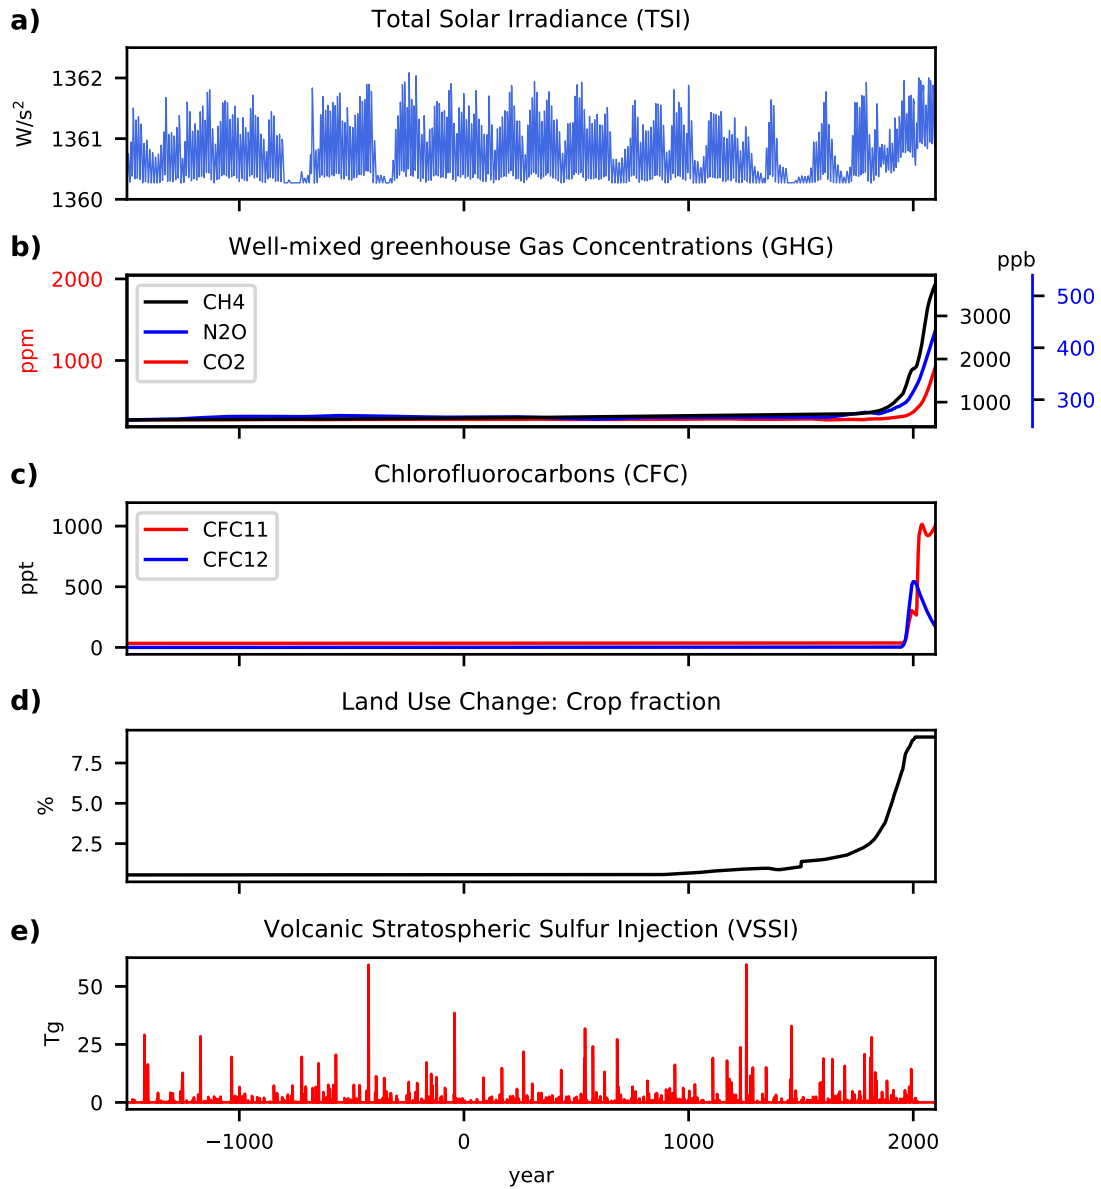 a)
Total Solar Irradiance (TSI)
1362
1361
1360
W/s²
b)
Well-mixed greenhouse Gas Concentrations (GHG)
ppb
2000
1000
ppm
CH4
N2O
CO2
3000
2000
1000
500
400
300
c)
Chlorofluorocarbons (CFC)
1000
500
0
ppt
CFC11
CFC12
d)
Land Use Change: Crop fraction
7.5
5.0
2.5
%
e)
Volcanic Stratospheric Sulfur Injection (VSSI)
50
25
0
Tg
−1000 0 1000 2000
year